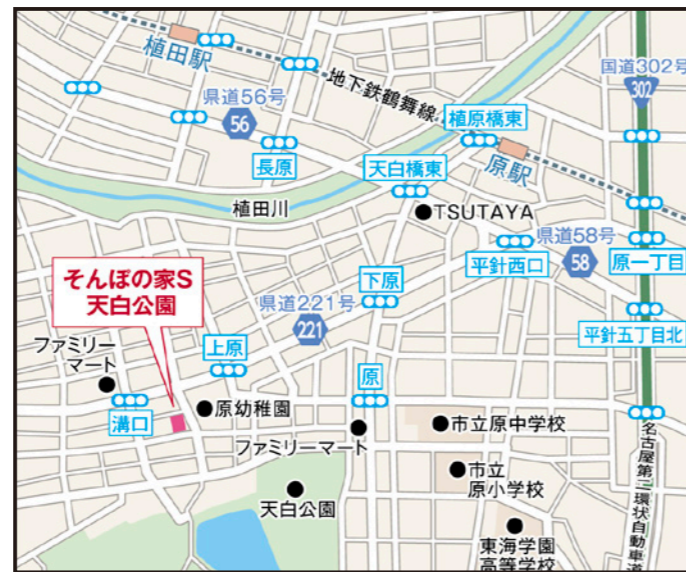 植田駅
地下鉄鶴舞線
国道302号
302
県道56号
56
植原橋東
長原
天白橋東
原駅
植田川
TSUTAYA
県道58号
58
平針西口
原一丁目
そんぽの家S
天白公園
下原
県道221号
221
平針五丁目北
ファミリー
マート
上原
原
溝口
原幼稚園
ファミリーマート
市立原中学校
市立
原小学校
天白公園
東海学園
高等学校
名古屋第二環状自動車道